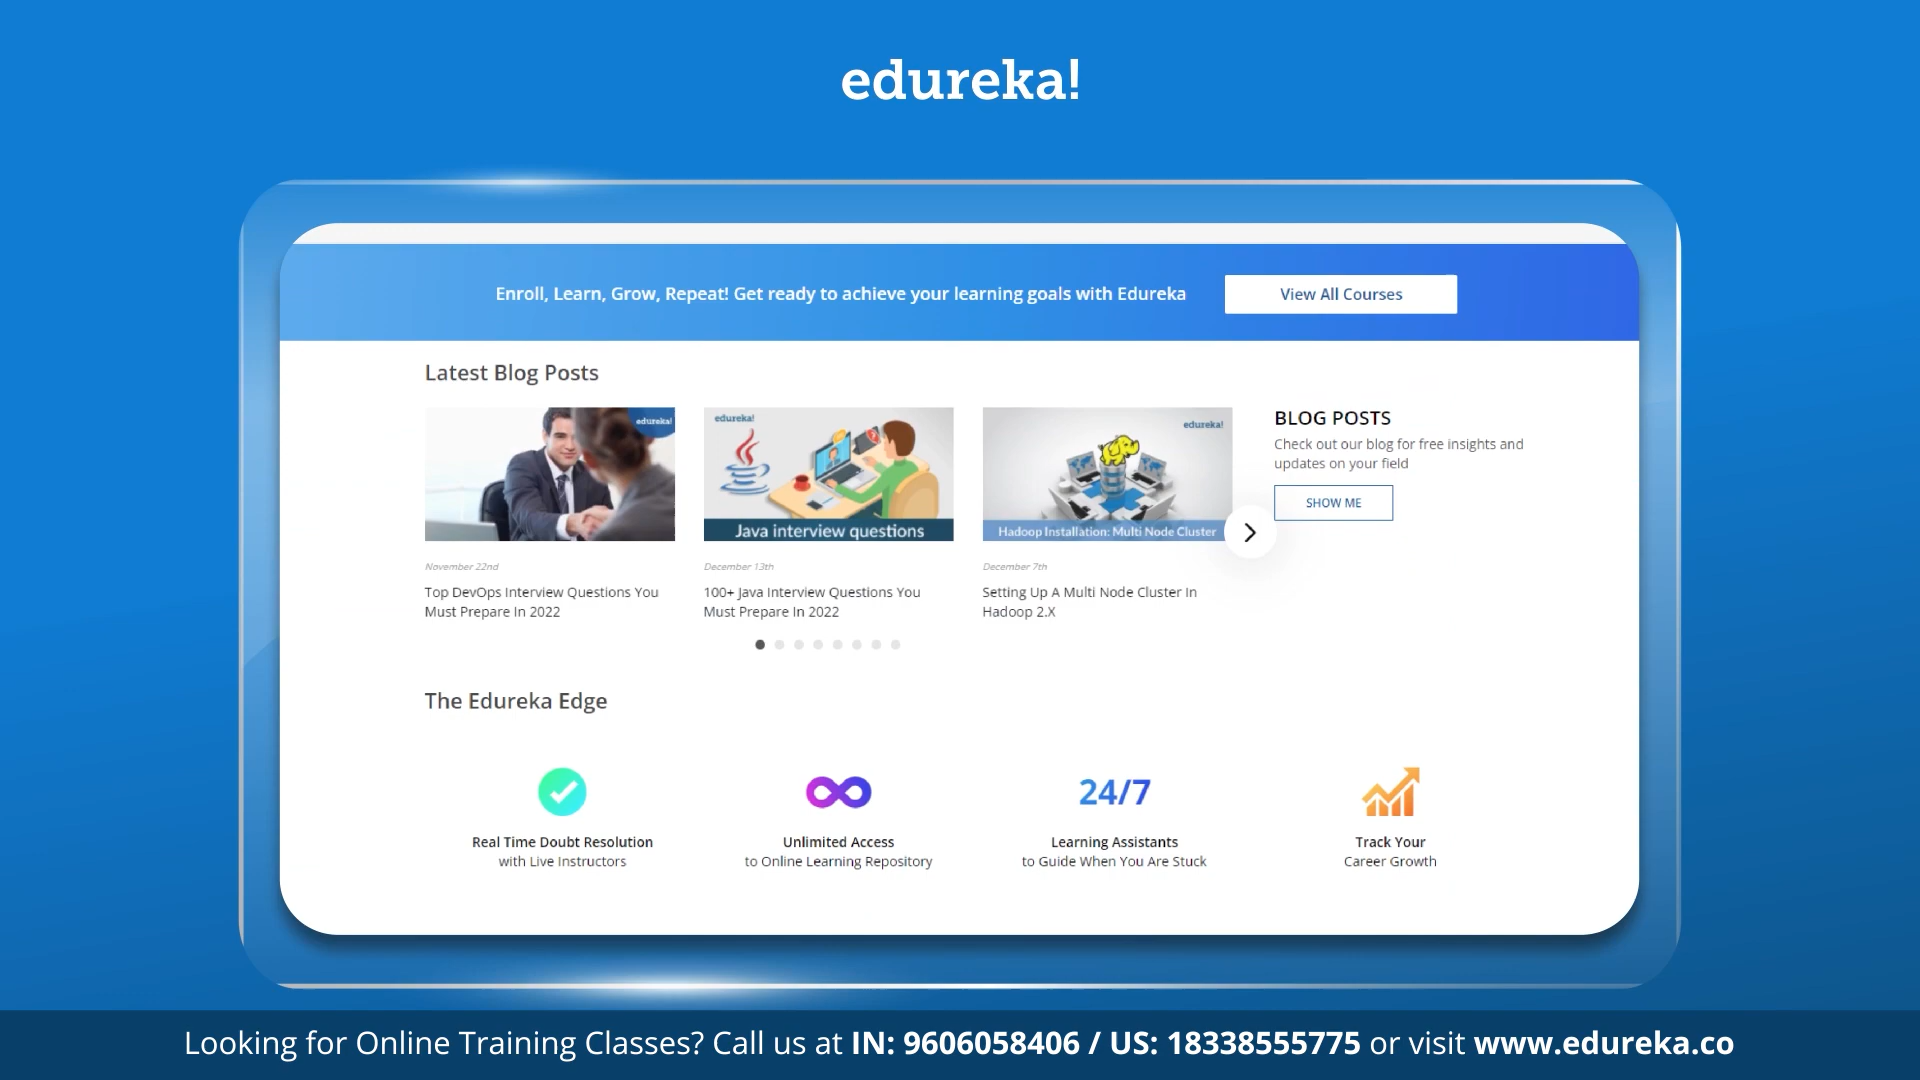 edureka!
Enroll, Learn, Grow, Repeat! Get ready to achieve your learning goals with Edureka
View All Courses
Latest Blog Posts
edureka!
edureka!
Java interview questions
edureka!
Hadoop Installation: Multi Node Cluster
BLOG POSTS
Check out our blog for free insights and
updates on your field
SHOW ME
November 22nd
Top DevOps Interview Questions You
Must Prepare In 2022
December 13th
100+ Java Interview Questions You
Must Prepare In 2022
December 7th
Setting Up A Multi Node Cluster In
Hadoop 2.X
The Edureka Edge
Real Time Doubt Resolution
with Live Instructors
Unlimited Access
to Online Learning Repository
24/7
Learning Assistants
to Guide When You Are Stuck
Track Your
Career Growth
Looking for Online Training Classes? Call us at IN: 9606058406 / US: 18338555775 or visit www.edureka.co